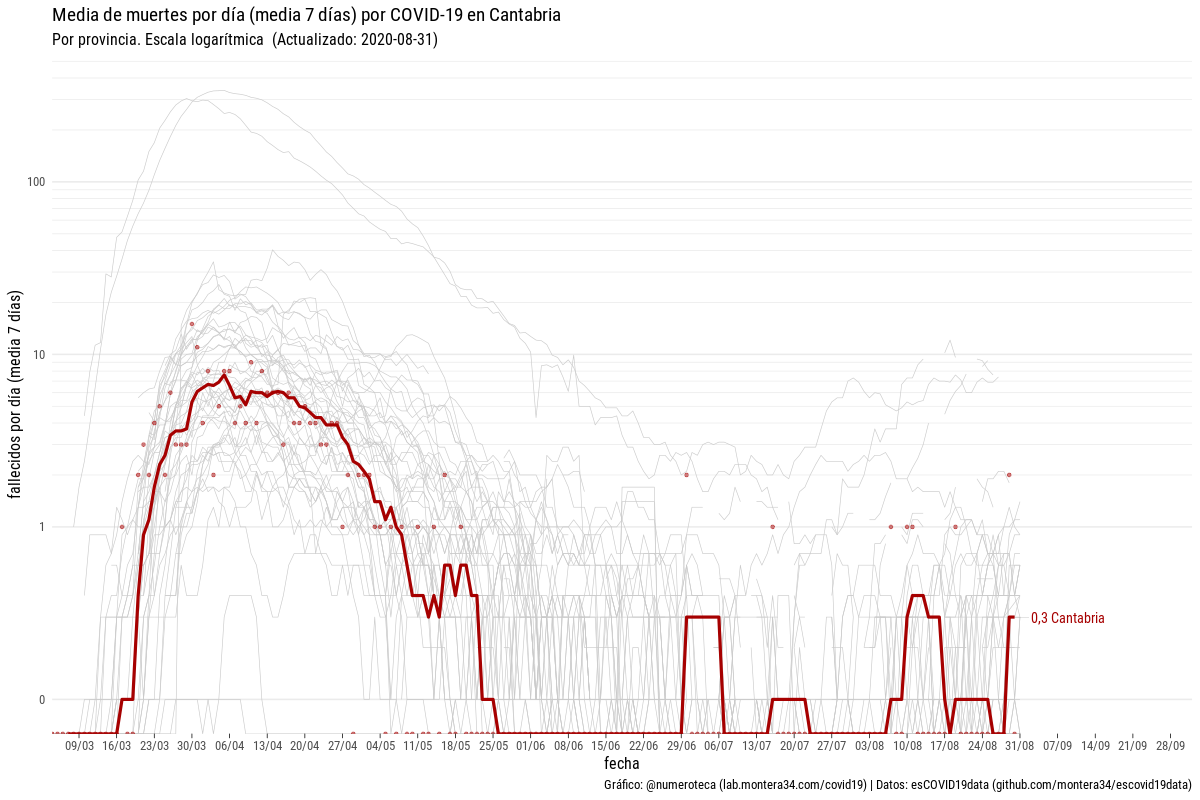 Media de muertes por día (media 7 días) por COVID-19 en Cantabria
Por provincia. Escala logarítmica (Actualizado: 2020-08-31)
fallecidos por día (media 7 días)
100
10
1
0
0,3 Cantabria
09/03 16/03 23/03 30/03 06/04 13/04 20/04 27/04 04/05 11/05 18/05 25/05 01/06 08/06 15/06 22/06 29/06 06/07 13/07 20/07 27/07 03/08 10/08 17/08 24/08 31/08 07/09 14/09 21/09 28/09
fecha
Gráfico: @numeroteca (lab.montera34.com/covid19) | Datos: esCOVID19data (github.com/montera34/escovid19data)